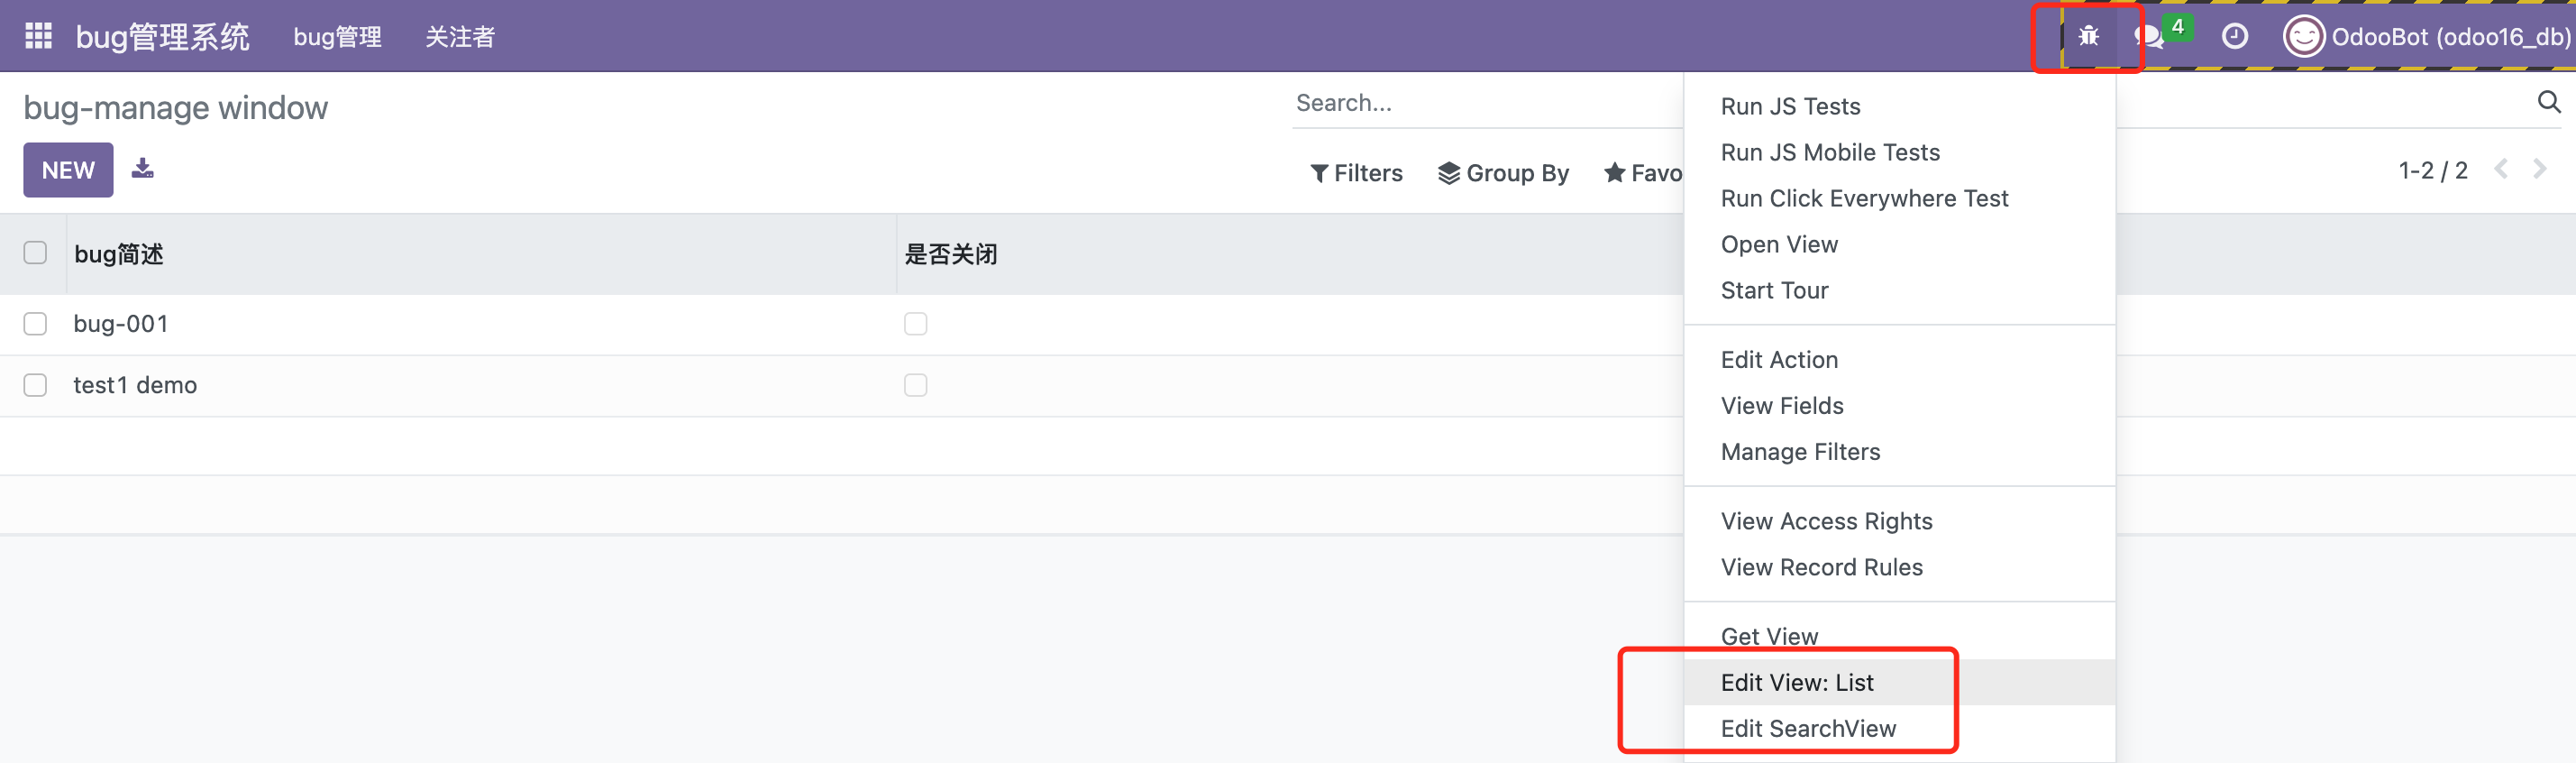 bug管理系统 bug管理 关注者 4 OdooBot (odoo16_db)
bug-manage window
Search...
NEW
Filters Group By Favo
1-2 / 2
bug简述 是否关闭
bug-001
test1 demo
Run JS Tests
Run JS Mobile Tests
Run Click Everywhere Test
Open View
Start Tour
Edit Action
View Fields
Manage Filters
View Access Rights
View Record Rules
Get View
Edit View: List
Edit SearchView